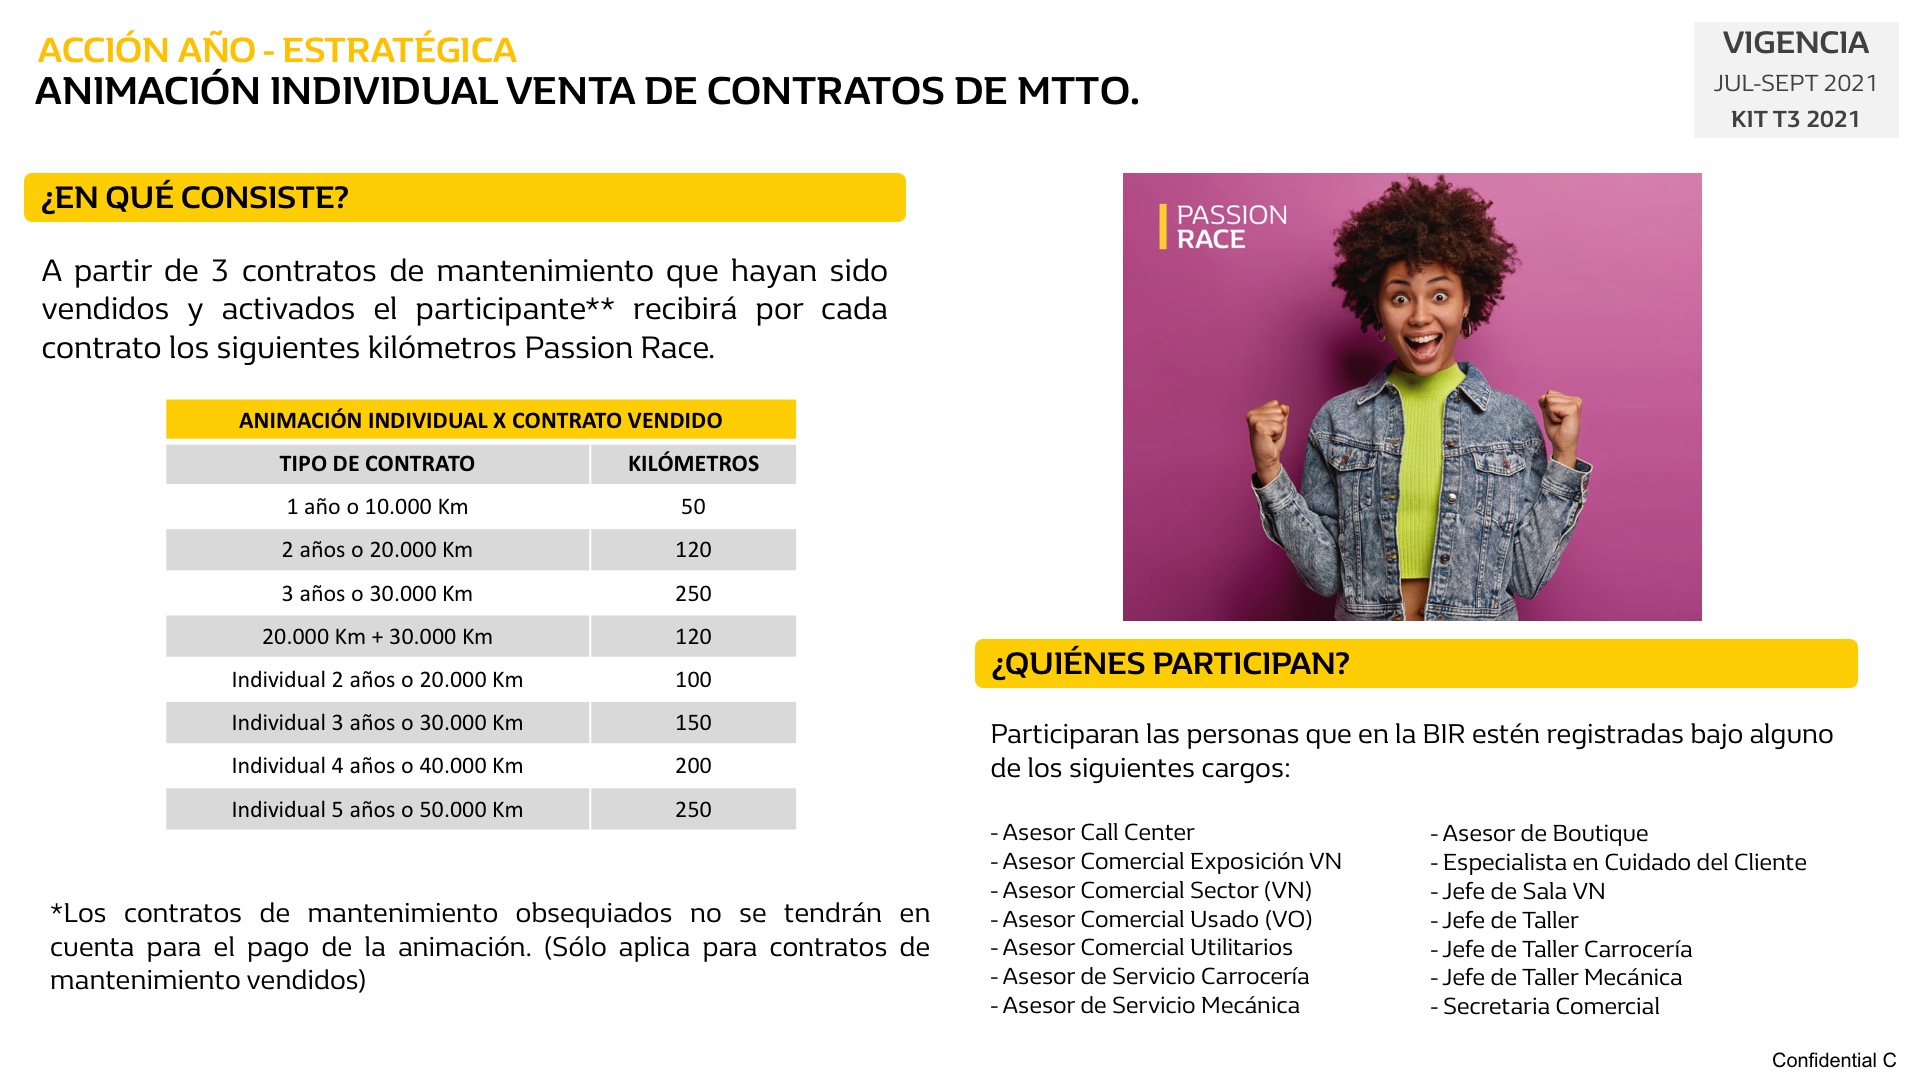 ACCIÓN AÑO - ESTRATÉGICA
ANIMACIÓN INDIVIDUAL VENTA DE CONTRATOS DE MTTO.
VIGENCIA
JUL-SEPT 2021
KIT T3 2021
¿EN QUÉ CONSISTE?
A partir de 3 contratos de mantenimiento que hayan sido
vendidos y activados el participante** recibirá por cada
contrato los siguientes kilómetros Passion Race.
ANIMACIÓN INDIVIDUAL X CONTRATO VENDIDO
TIPO DE CONTRATO KILÓMETROS
1 año o 10.000 Km 50
2 años o 20.000 Km 120
3 años o 30.000 Km 250
20.000 Km + 30.000 Km 120
Individual 2 años o 20.000 Km 100
Individual 3 años o 30.000 Km 150
Individual 4 años o 40.000 Km 200
Individual 5 años o 50.000 Km 250
*Los contratos de mantenimiento obsequiados no se tendrán en
cuenta para el pago de la animación. (Sólo aplica para contratos de
mantenimiento vendidos)
PASSION
RACE
¿QUIÉNES PARTICIPAN?
Participaran las personas que en la BIR estén registradas bajo alguno
de los siguientes cargos:
- Asesor Call Center
- Asesor Comercial Exposición VN
- Asesor Comercial Sector (VN)
- Asesor Comercial Usado (VO)
- Asesor Comercial Utilitarios
- Asesor de Servicio Carrocería
- Asesor de Servicio Mecánica
- Asesor de Boutique
- Especialista en Cuidado del Cliente
- Jefe de Sala VN
- Jefe de Taller
- Jefe de Taller Carrocería
- Jefe de Taller Mecánica
- Secretaria Comercial
Confidential C